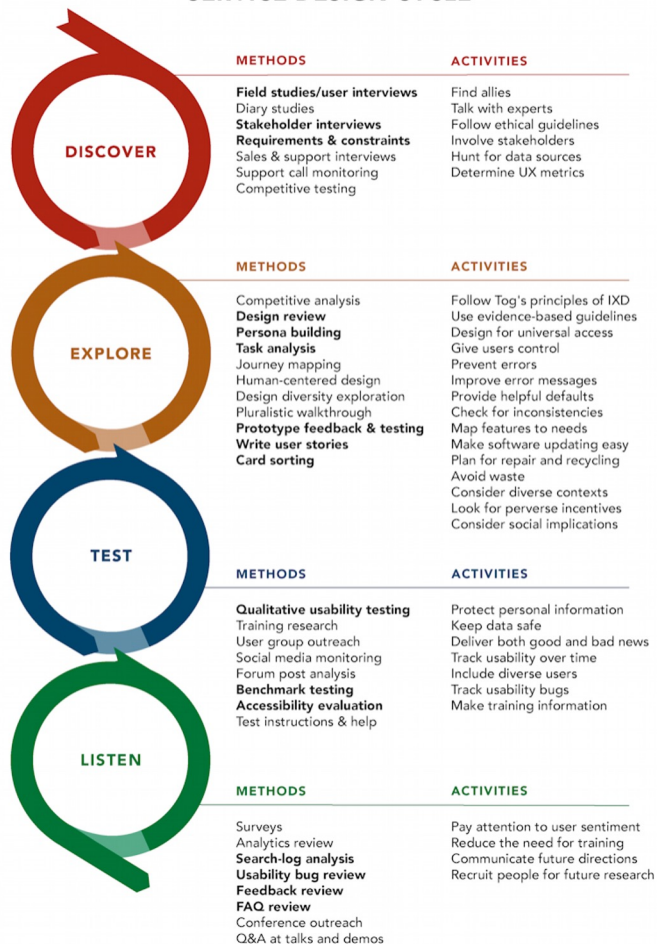 DISCOVER
METHODS
Field studies/user interviews
Diary studies
Stakeholder interviews
Requirements & constraints
Sales & support interviews
Support call monitoring
Competitive testing
ACTIVITIES
Find allies
Talk with experts
Follow ethical guidelines
Involve stakeholders
Hunt for data sources
Determine UX metrics
EXPLORE
METHODS
Competitive analysis
Design review
Persona building
Task analysis
Journey mapping
Human-centered design
Design diversity exploration
Pluralistic walkthrough
Prototype feedback & testing
Write user stories
Card sorting
ACTIVITIES
Follow Tog's principles of IXD
Use evidence-based guidelines
Design for universal access
Give users control
Prevent errors
Improve error messages
Provide helpful defaults
Check for inconsistencies
Map features to needs
Make software updating easy
Plan for repair and recycling
Avoid waste
Consider diverse contexts
Look for perverse incentives
Consider social implications
TEST
METHODS
Qualitative usability testing
Training research
User group outreach
Social media monitoring
Forum post analysis
Benchmark testing
Accessibility evaluation
Test instructions & help
ACTIVITIES
Protect personal information
Keep data safe
Deliver both good and bad news
Track usability over time
Include diverse users
Track usability bugs
Make training information
LISTEN
METHODS
Surveys
Analytics review
Search-log analysis
Usability bug review
Feedback review
FAQ review
Conference outreach
Q&A at talks and demos
ACTIVITIES
Pay attention to user sentiment
Reduce the need for training
Communicate future directions
Recruit people for future research